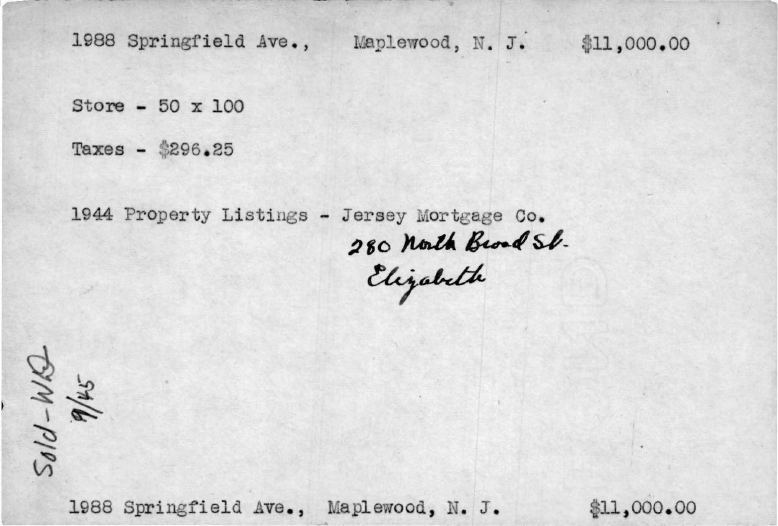 1988 Springfield Ave., Maplewood, N. J. $11,000.00
Store - 50 x 100
Taxes - $296.25
1944 Property Listings - Jersey Mortgage Co.
280 North Broad St.
Elizabeth
Sold - WD
9/45
1988 Springfield Ave., Maplewood, N. J. $11,000.00